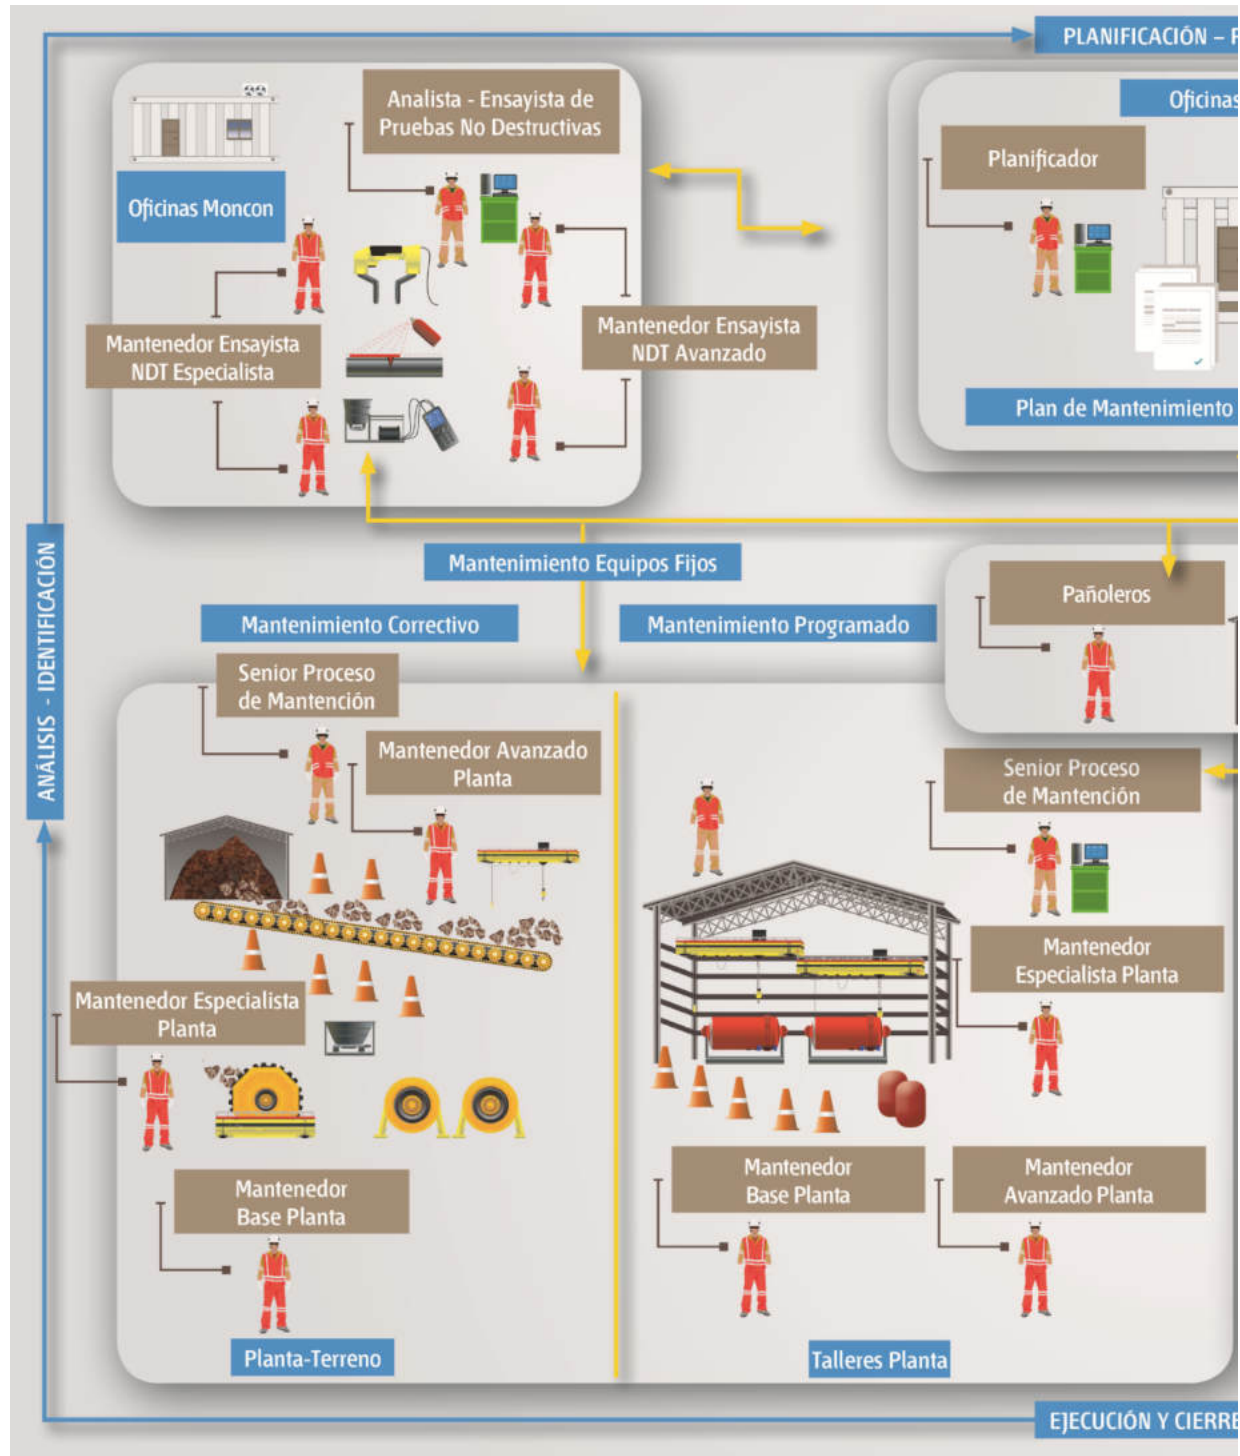 PLANIFICACIÓN –
Analista - Ensayista de
Pruebas No Destructivas
Oficinas
Planificador
Oficinas Moncon
Mantenedor Ensayista
NDT Especialista
Mantenedor Ensayista
NDT Avanzado
Plan de Mantenimiento
ANÁLISIS - IDENTIFICACIÓN
Mantenimiento Equipos Fijos
Mantenimiento Correctivo
Mantenimiento Programado
Pañoleros
Senior Proceso
de Mantención
Mantenedor Avanzado
Planta
Senior Proceso
de Mantención
Mantenedor
Especialista Planta
Mantenedor Especialista
Planta
Mantenedor
Base Planta
Mantenedor
Base Planta
Mantenedor
Avanzado Planta
Planta-Terreno
Talleres Planta
EJECUCIÓN Y CIERRE